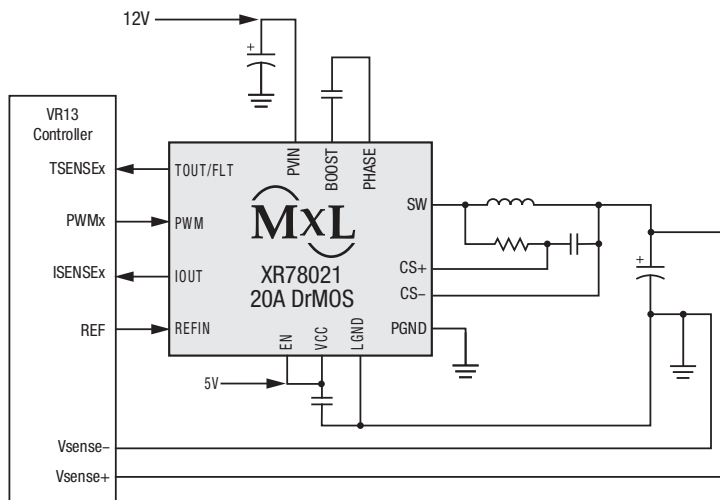 12V
+
VR13
Controller
TSENSEx
PWMx
ISENSEx
REF
Vsense–
Vsense+
TOUT/FLT
PWM
IOUT
REFIN
PVIN
BOOST
PHASE
MxL
XR78021
20A DrMOS
SW
CS+
CS–
PGND
EN
VCC
LGND
5V
+